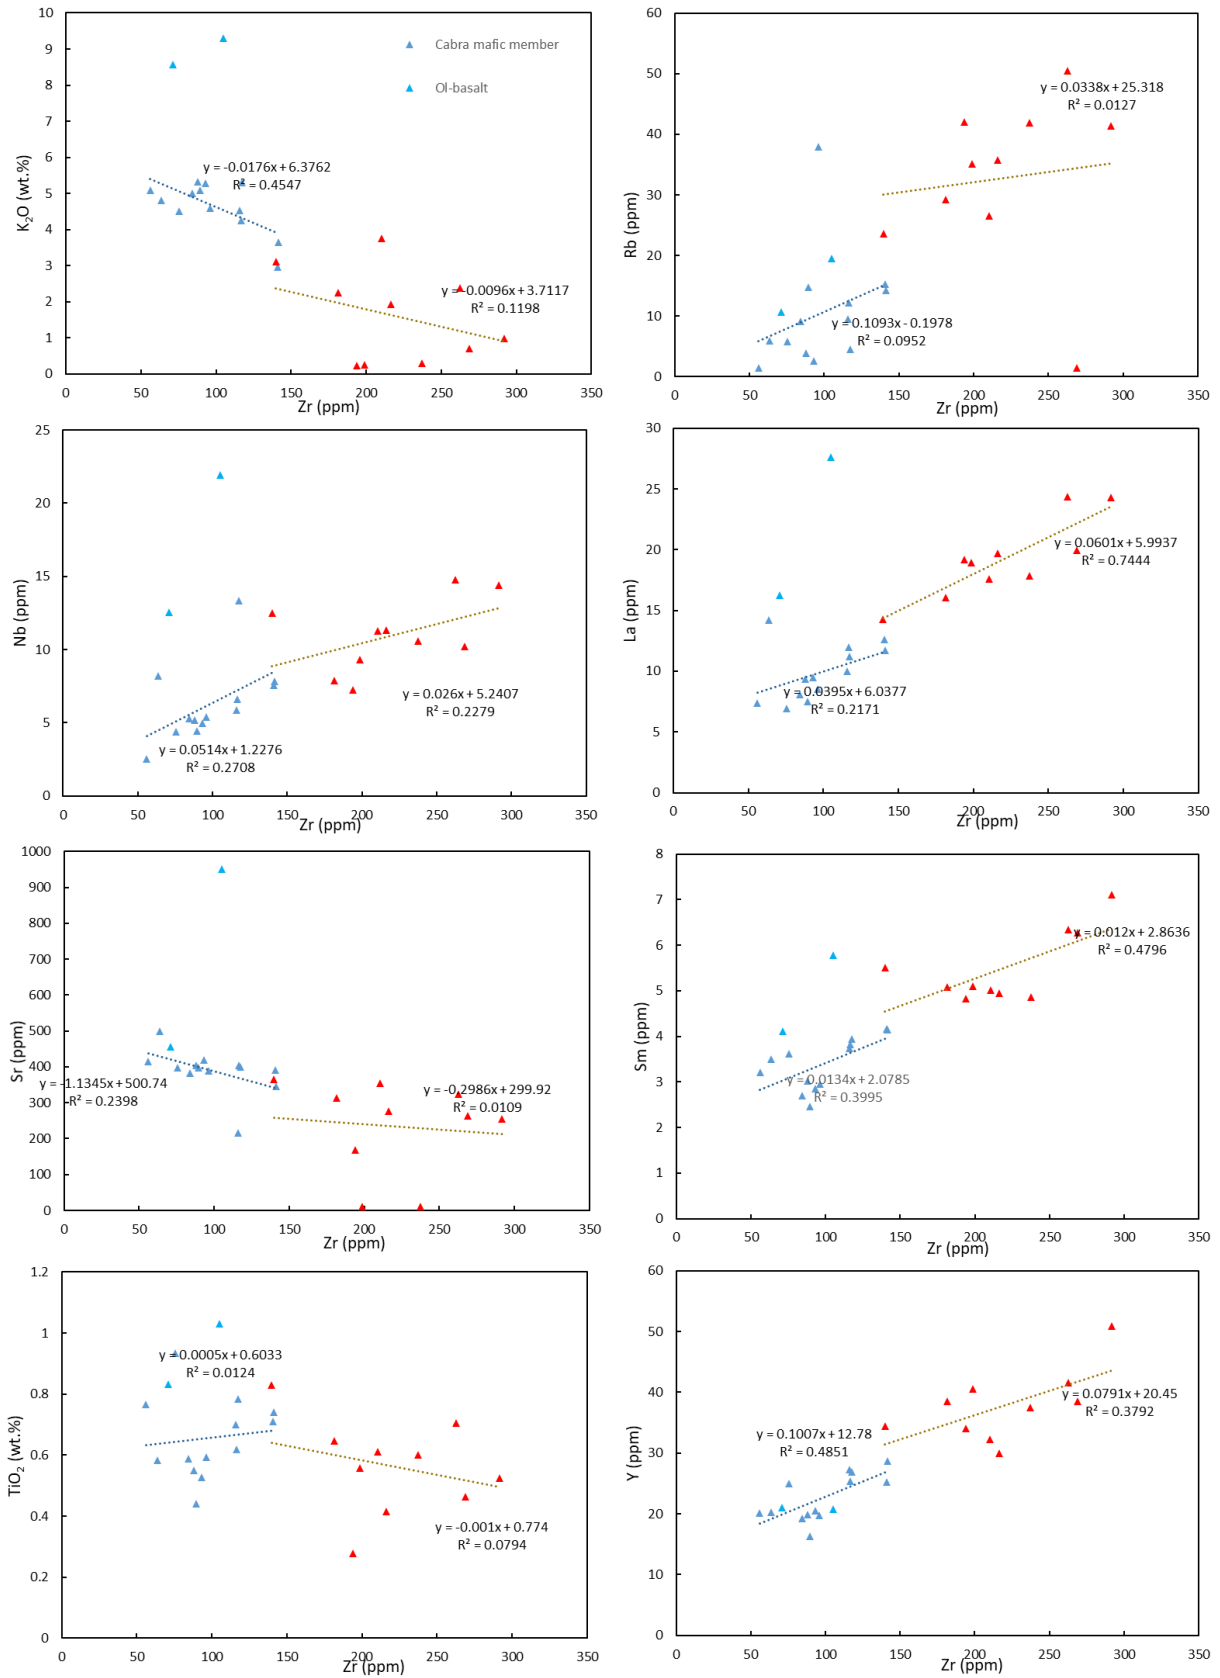 10
9
8
7
6
5
4
3
2
1
0
K₂O (wt.%)
Cabra mafic member
Ol-basalt
y = -0.0176x + 6.3762
R² = 0.4547
y = -0.0096x + 3.7117
R² = 0.1198
0 50 100 150 200 250 300 350
Zr (ppm)
60
50
40
30
20
10
0
Rb (ppm)
y = 0.0338x + 25.318
R² = 0.0127
y = 0.1093x - 0.1978
R² = 0.0952
0 50 100 150 200 250 300 350
Zr (ppm)
25
20
15
10
5
0
Nb (ppm)
y = 0.026x + 5.2407
R² = 0.2279
y = 0.0514x + 1.2276
R² = 0.2708
0 50 100 150 200 250 300 350
Zr (ppm)
30
25
20
15
10
5
0
La (ppm)
y = 0.0601x + 5.9937
R² = 0.7444
y = 0.0395x + 6.0377
R² = 0.2171
0 50 100 150 200 250 300 350
Zr (ppm)
1000
900
800
700
600
500
400
300
200
100
0
Sr (ppm)
y = -1.1345x + 500.74
R² = 0.2398
y = -0.2986x + 299.92
R² = 0.0109
0 50 100 150 200 250 300 350
Zr (ppm)
8
7
6
5
4
3
2
1
0
Sm (ppm)
y = 0.012x + 2.8636
R² = 0.4796
y = 0.0134x + 2.0785
R² = 0.3995
0 50 100 150 200 250 300 350
Zr (ppm)
1.2
1
0.8
0.6
0.4
0.2
0
TiO₂ (wt.%)
y = 0.0005x + 0.6033
R² = 0.0124
y = -0.001x + 0.774
R² = 0.0794
0 50 100 150 200 250 300 350
Zr (ppm)
60
50
40
30
20
10
0
Y (ppm)
y = 0.1007x + 12.78
R² = 0.4851
y = 0.0791x + 20.45
R² = 0.3792
0 50 100 150 200 250 300 350
Zr (ppm)